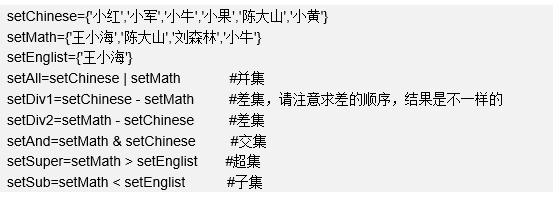 setChinese={'小红','小军','小牛','小果','陈大山','小黄'}
setMath={'王小海','陈大山','刘森林','小牛'}
setEnglist={'王小海'}
setAll=setChinese | setMath #并集
setDiv1=setChinese - setMath #差集，请注意求差的顺序，结果是不一样的
setDiv2=setMath - setChinese #差集
setAnd=setMath & setChinese #交集
setSuper=setMath > setEnglist #超集
setSub=setMath < setEnglist #子集